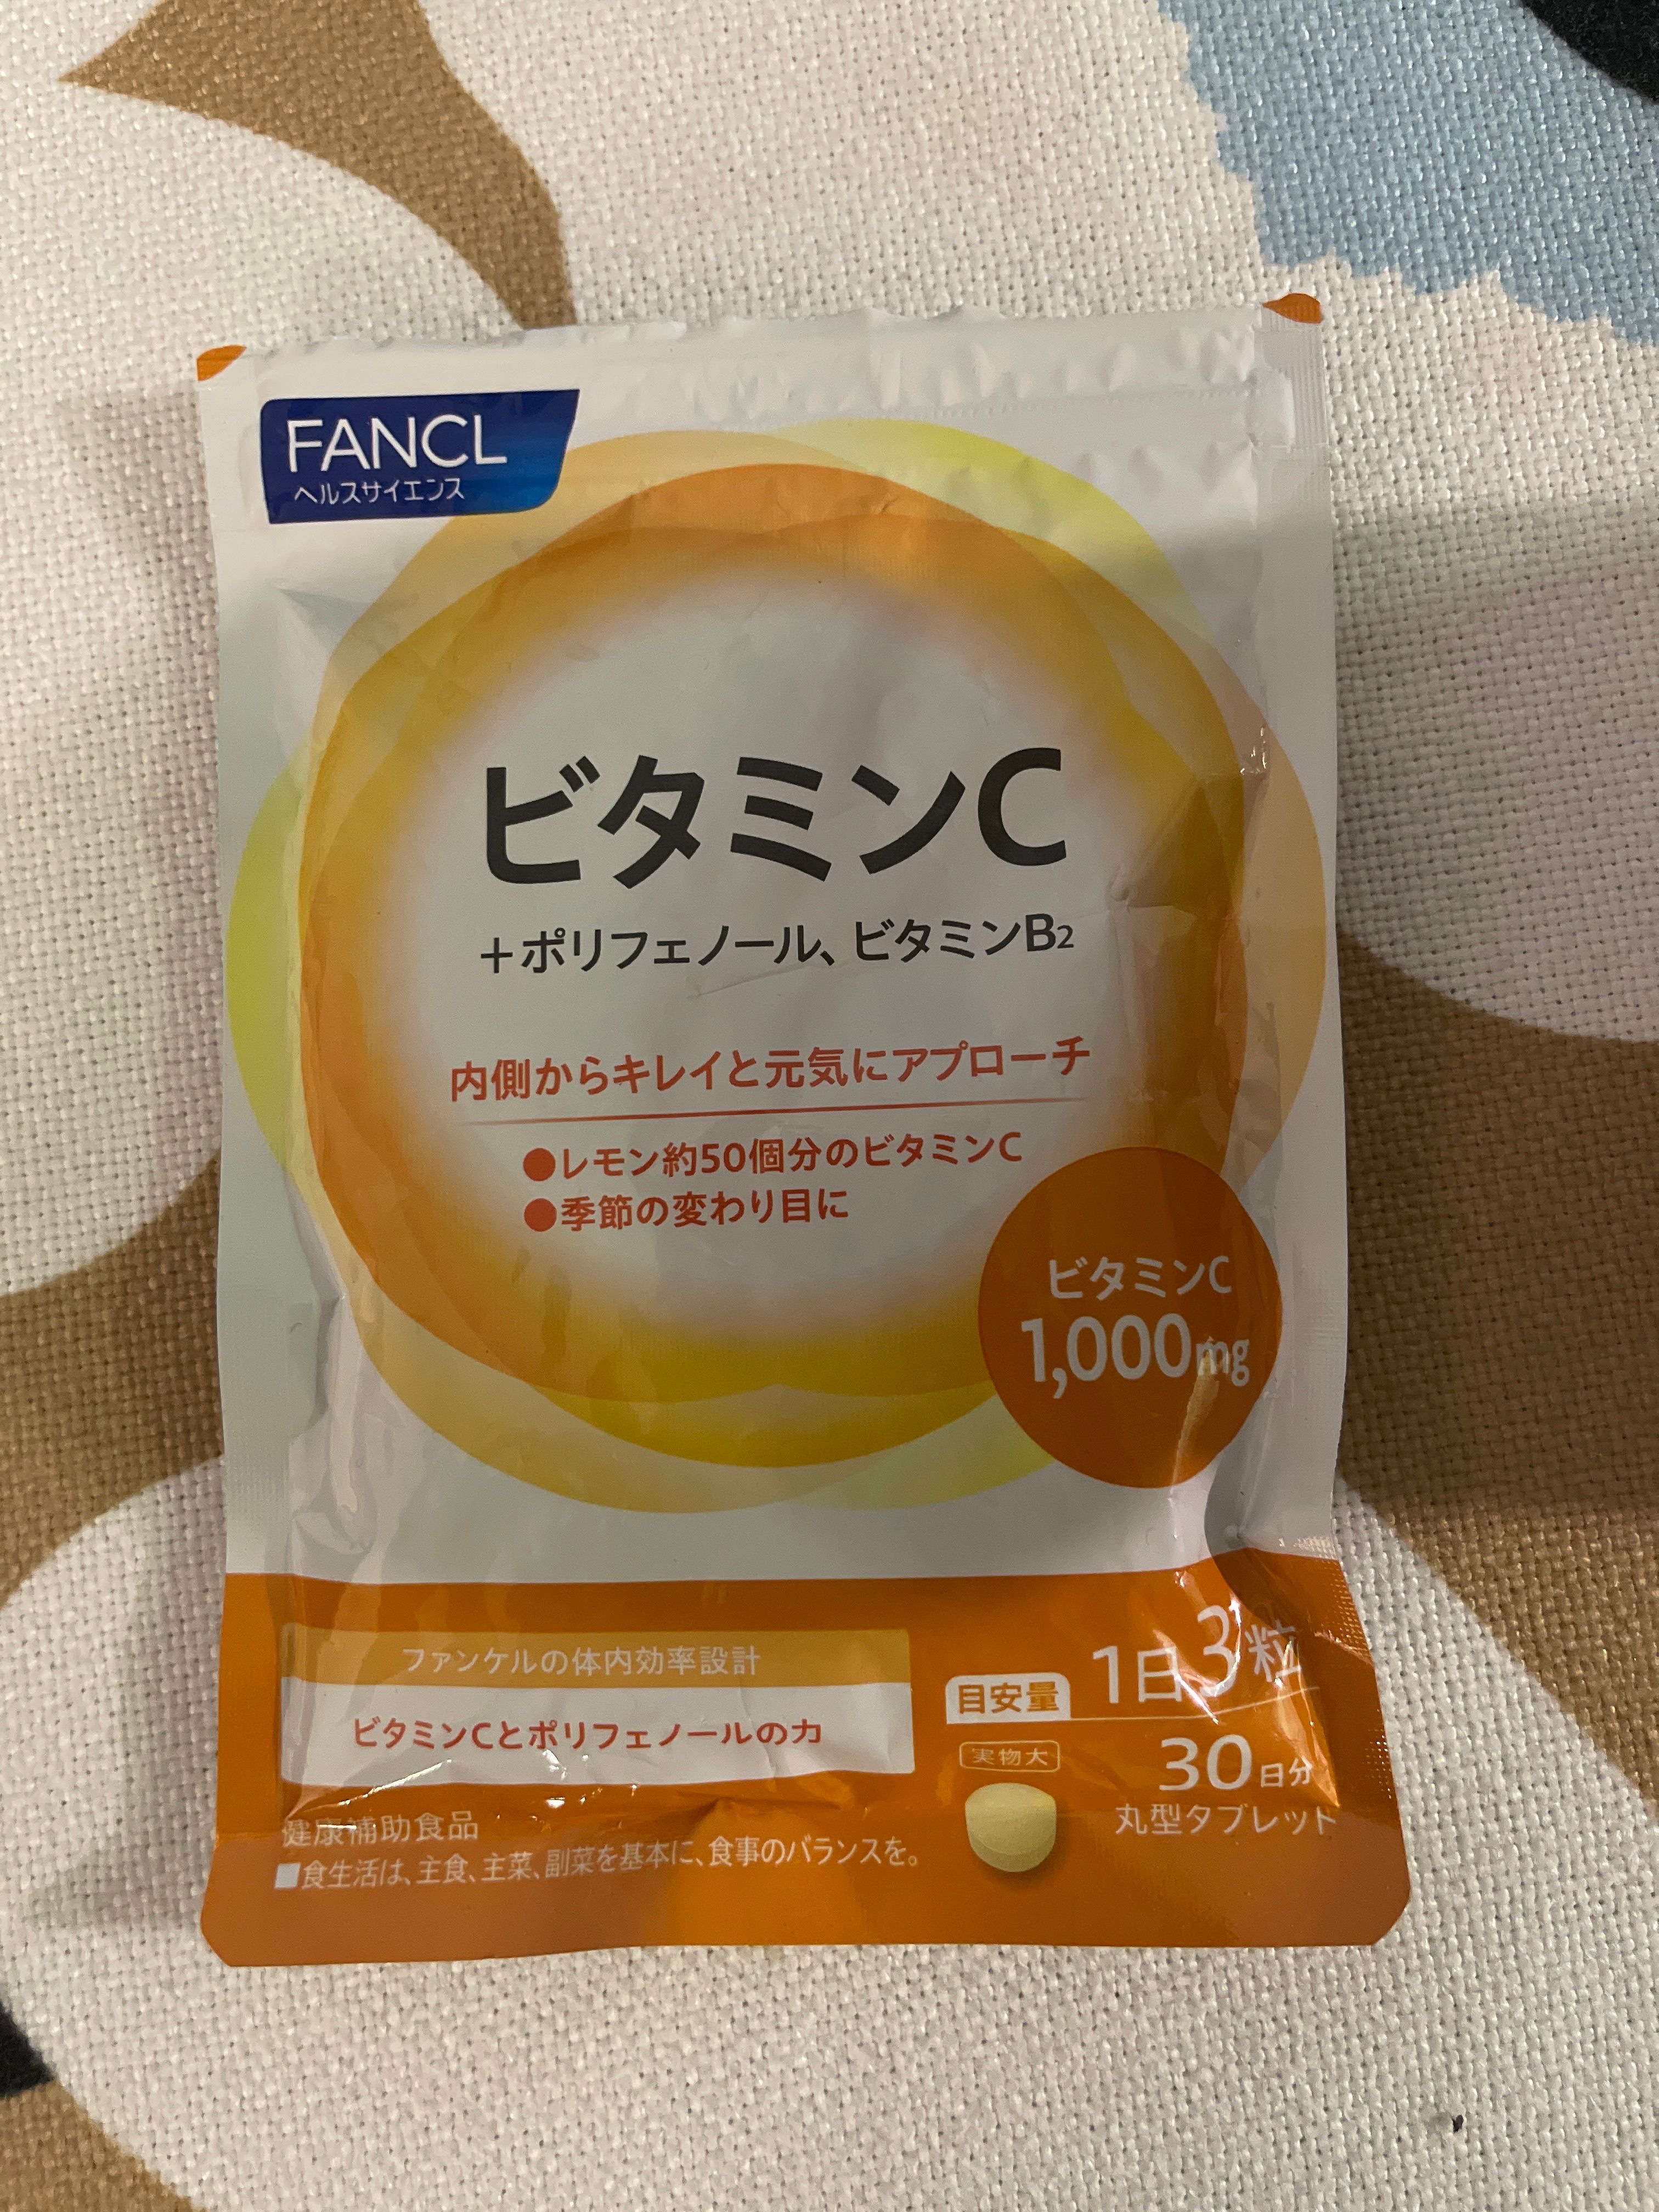 FANCL
ヘルスサイエンス
ビタミンC
+ポリフェノール、ビタミンB2
内側からキレイと元気にアプローチ
●レモン約50個分のビタミンC
●季節の変わり目に
ビタミンC
1,000mg
ファンケルの体内効率設計
ビタミンCとポリフェノールの力
目安量 1日3粒
実物大
30日分
丸型タブレット
健康補助食品
■食生活は、主食、主菜、副菜を基本に、食事のバランスを。